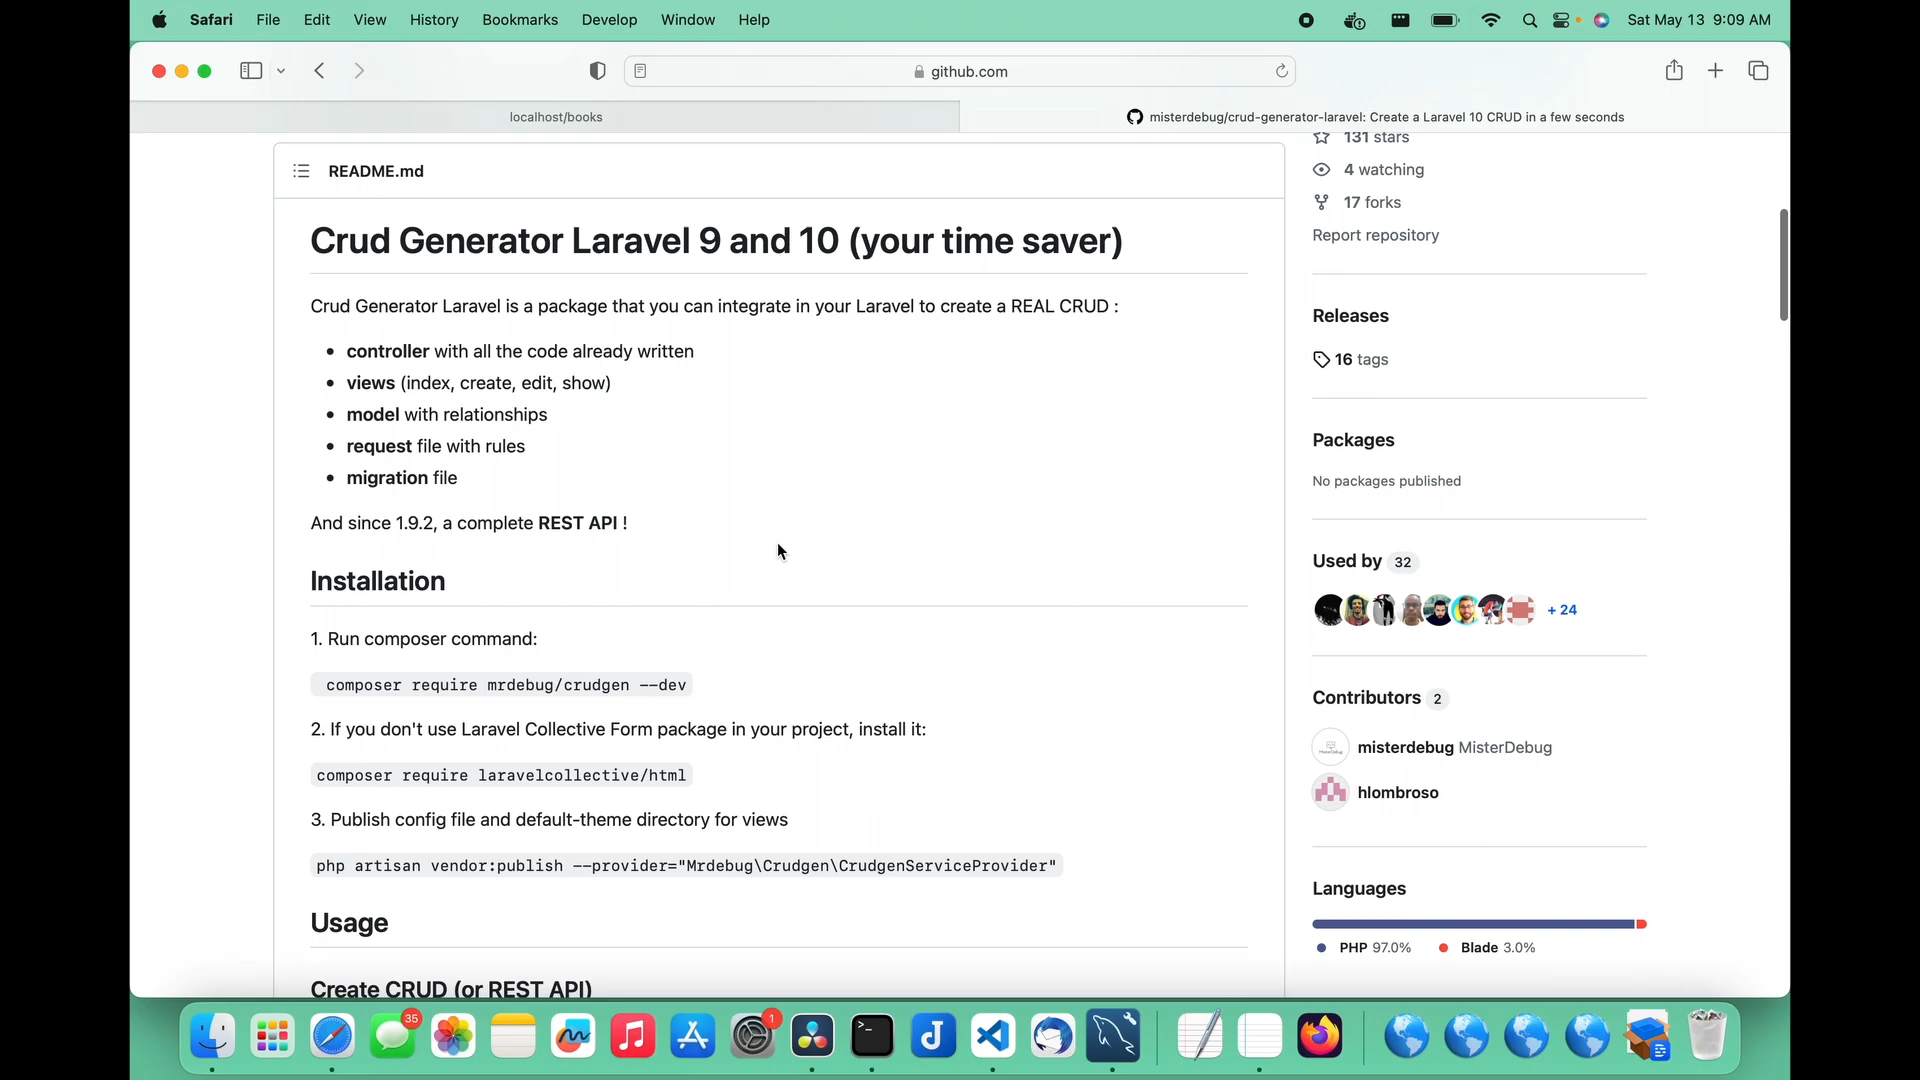 Safari File Edit View History Bookmarks Develop Window Help Sat May 13 9:09 AM
github.com
localhost/books
misterdebug/crud-generator-laravel: Create a Laravel 10 CRUD in a few seconds
README.md
Crud Generator Laravel 9 and 10 (your time saver)
Crud Generator Laravel is a package that you can integrate in your Laravel to create a REAL CRUD :
controller with all the code already written
views (index, create, edit, show)
model with relationships
request file with rules
migration file
And since 1.9.2, a complete REST API !
Installation
1. Run composer command:
composer require mrdebug/crudgen --dev
2. If you don't use Laravel Collective Form package in your project, install it:
composer require laravelcollective/html
3. Publish config file and default-theme directory for views
php artisan vendor:publish --provider="Mrdebug\Crudgen\CrudgenServiceProvider"
Usage
Create CRUD (or REST API)
131 stars
4 watching
17 forks
Report repository
Releases
16 tags
Packages
No packages published
Used by 32
+ 24
Contributors 2
misterdebug MisterDebug
hlombroso
Languages
PHP 97.0% Blade 3.0%
35
1